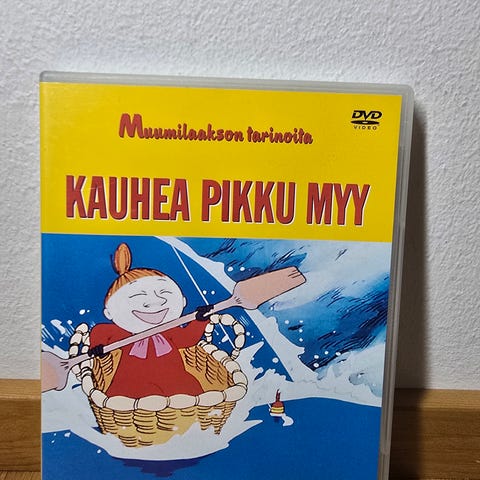 DVD
VIDEO
Muumilaakson tarinoita
KAUHEA PIKKU MYY